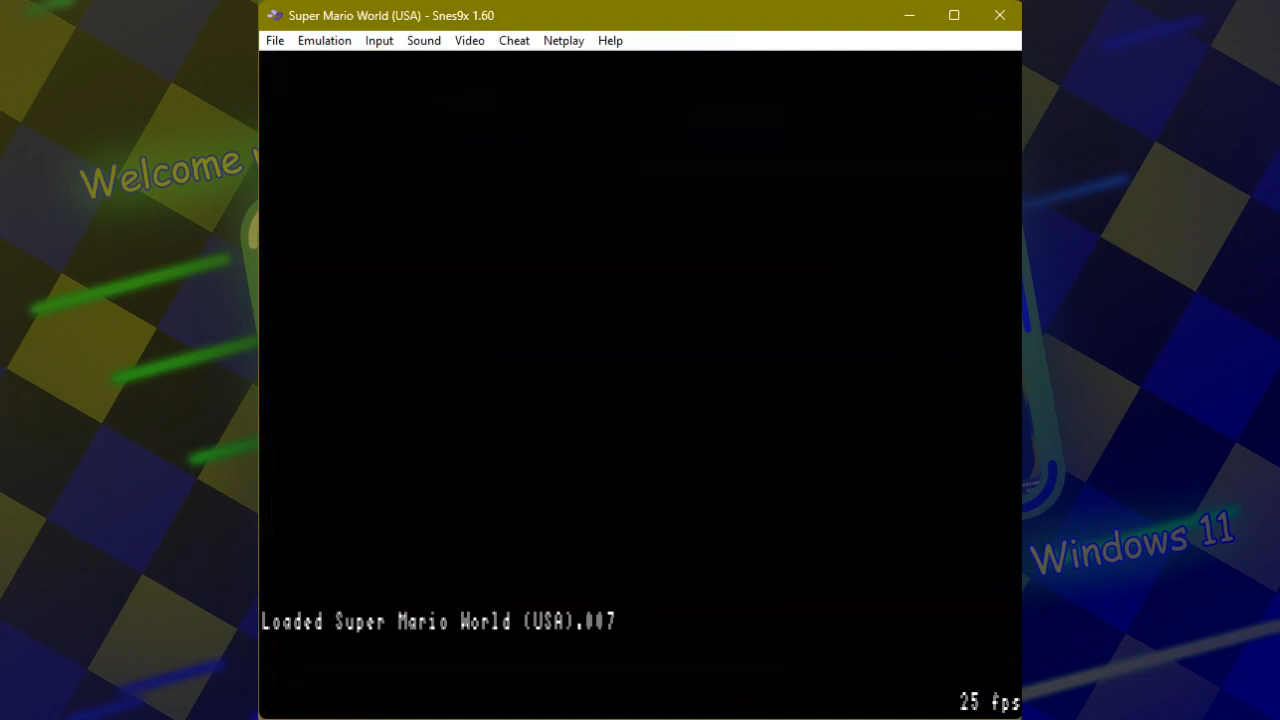 Super Mario World (USA) - Snes9x 1.60
File Emulation Input Sound Video Cheat Netplay Help
Welcome
Windows 11
Loaded Super Mario World (USA).007
25 fps